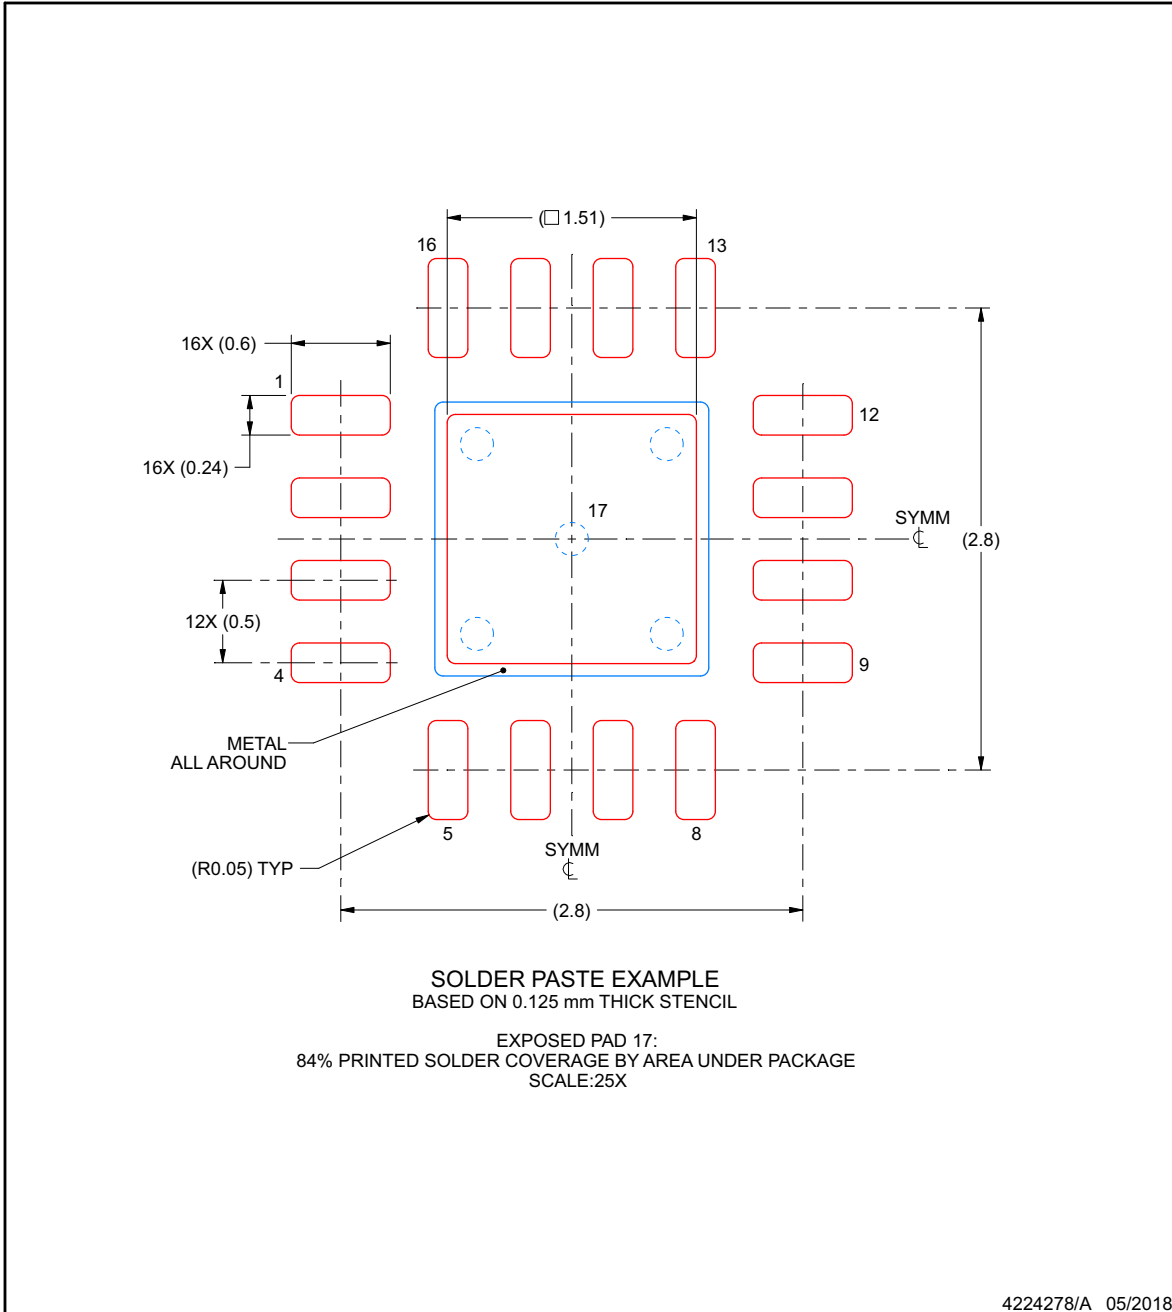 (□ 1.51)
16
13
16X (0.6)
1
12
16X (0.24)
17
SYMM
℄
(2.8)
12X (0.5)
4
9
METAL
ALL AROUND
5
8
SYMM
℄
(R0.05) TYP
(2.8)
SOLDER PASTE EXAMPLE
BASED ON 0.125 mm THICK STENCIL
EXPOSED PAD 17:
84% PRINTED SOLDER COVERAGE BY AREA UNDER PACKAGE
SCALE:25X
4224278/A 05/2018